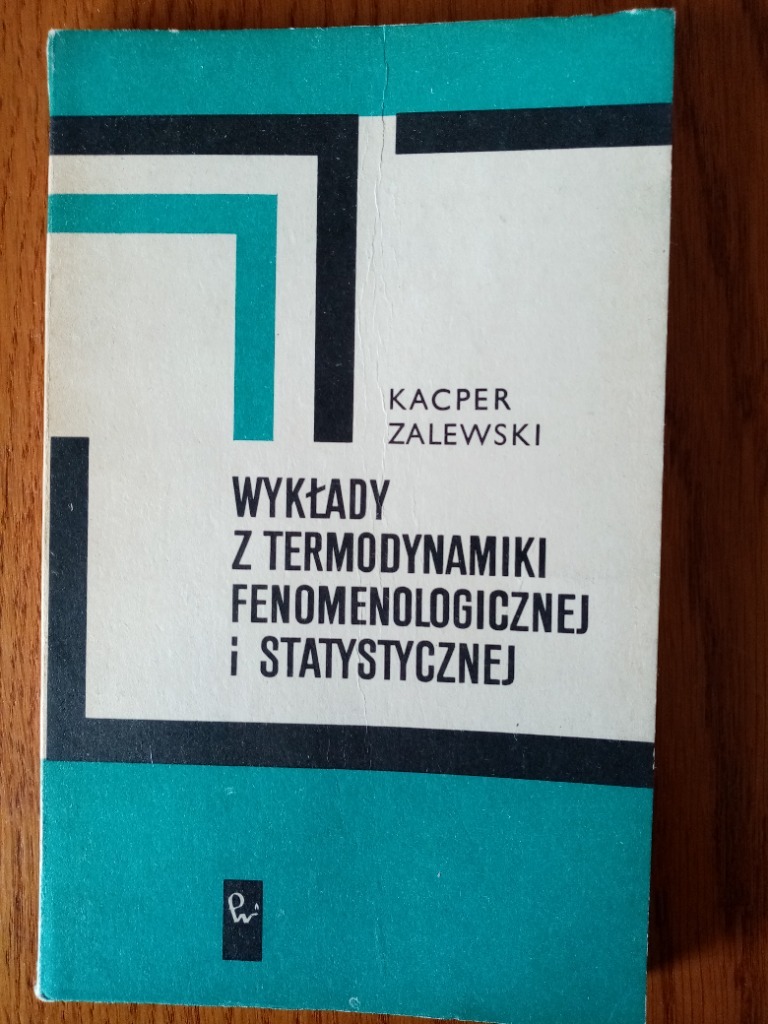 KACPER
ZALEWSKI
WYKŁADY
Z TERMODYNAMIKI
FENOMENOLOGICZNEJ
i STATYSTYCZNEJ